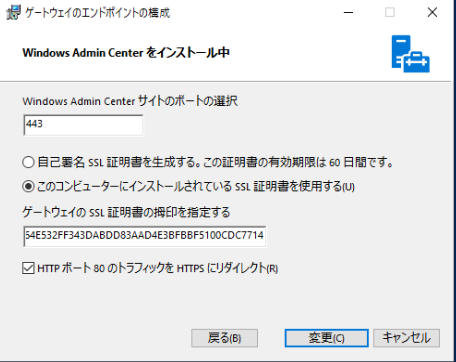 ゲートウェイのエンドポイントの構成
Windows Admin Center をインストール中
Windows Admin Center サイトのポートの選択
443
自己署名 SSL 証明書を生成する。この証明書の有効期限は 60 日間です。
このコンピューターにインストールされている SSL 証明書を使用する(U)
ゲートウェイの SSL 証明書の拇印を指定する
54E532FF343DABDD83AAD4E3BFBBF5100CDC7714
HTTP ポート 80 のトラフィックを HTTPS にリダイレクト(R)
戻る(B)
変更(C)
キャンセル